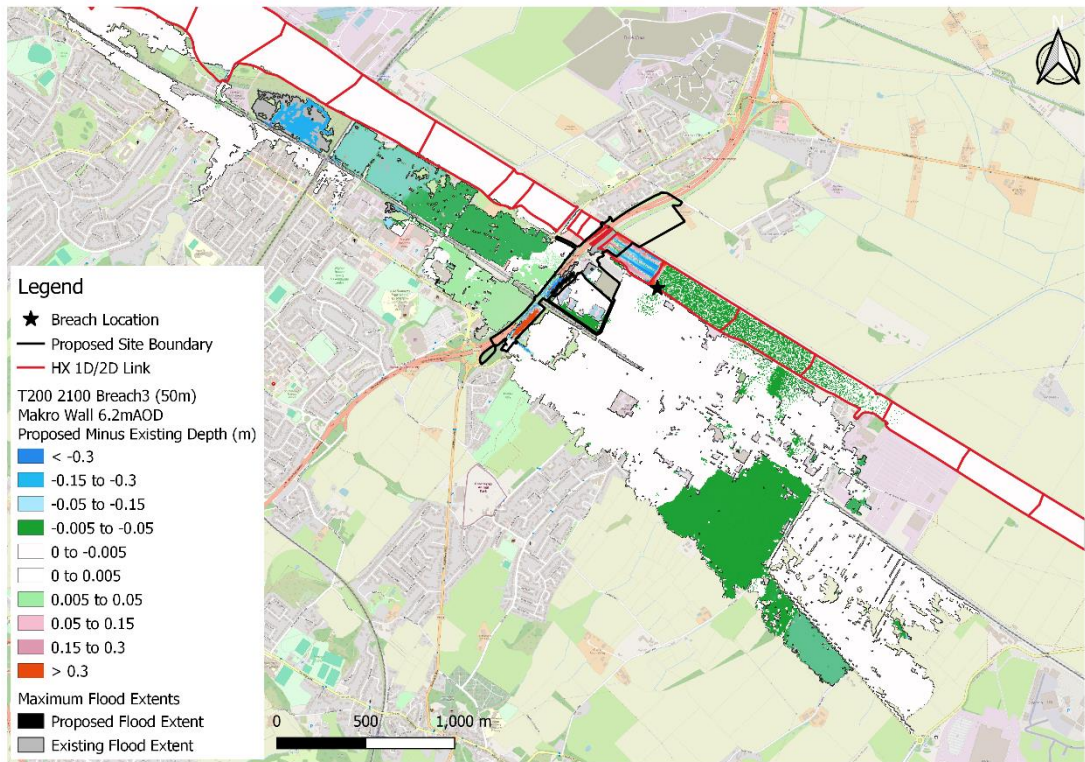 N
Legend
Breach Location
Proposed Site Boundary
HX 1D/2D Link
T200 2100 Breach3 (50m)
Makro Wall 6.2mAOD
Proposed Minus Existing Depth (m)
< -0.3
-0.15 to -0.3
-0.05 to -0.15
-0.005 to -0.05
0 to -0.005
0 to 0.005
0.005 to 0.05
0.05 to 0.15
0.15 to 0.3
> 0.3
Maximum Flood Extents
Proposed Flood Extent
Existing Flood Extent
0 500 1,000 m